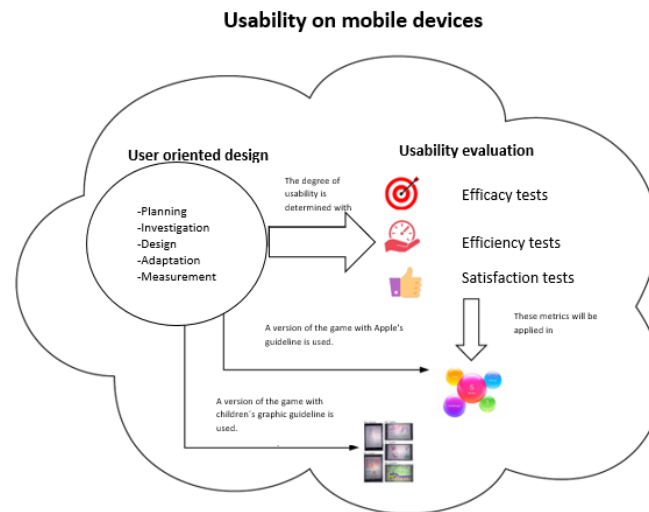 Usability on mobile devices
User oriented design
-Planning
-Investigation
-Design
-Adaptation
-Measurement
The degree of
usability is
determined with
Usability evaluation
Efficacy tests
Efficiency tests
Satisfaction tests
These metrics will be
applied in
A version of the game with Apple's
guideline is used.
A version of the game with
children´s graphic guideline is
used.